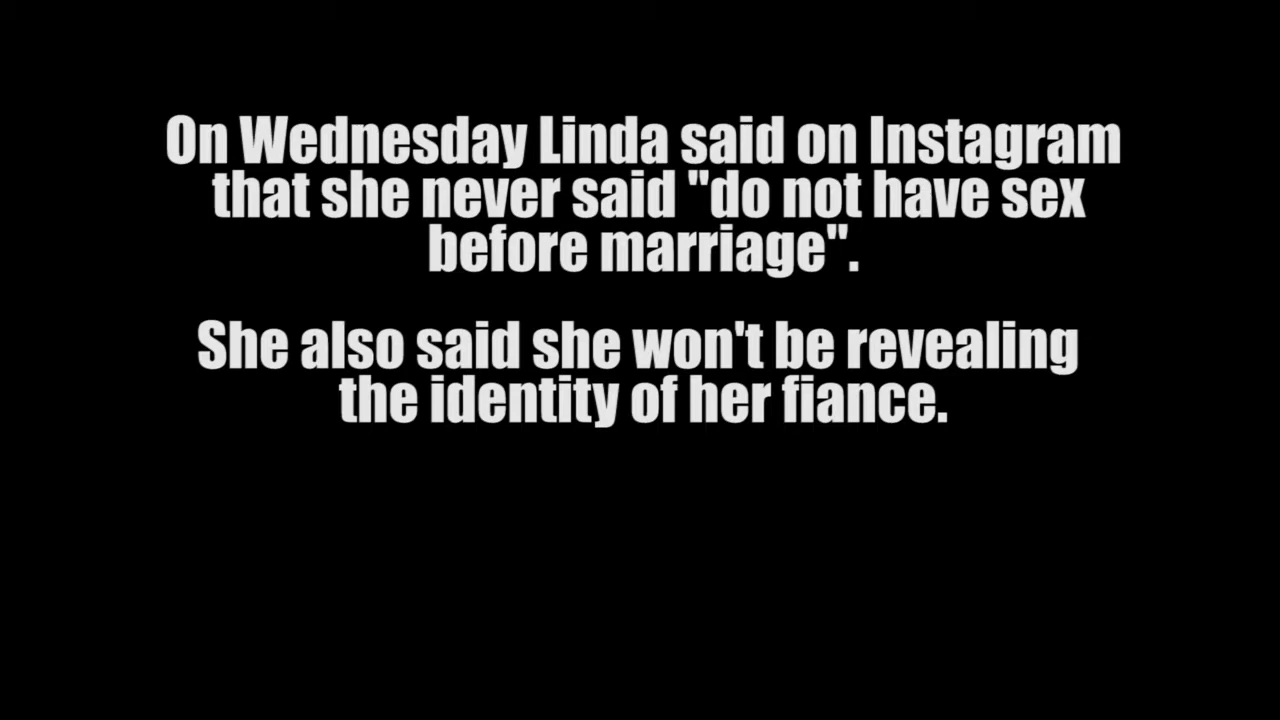 On Wednesday Linda said on Instagram
that she never said "do not have sex
before marriage".
She also said she won't be revealing
the identity of her fiance.